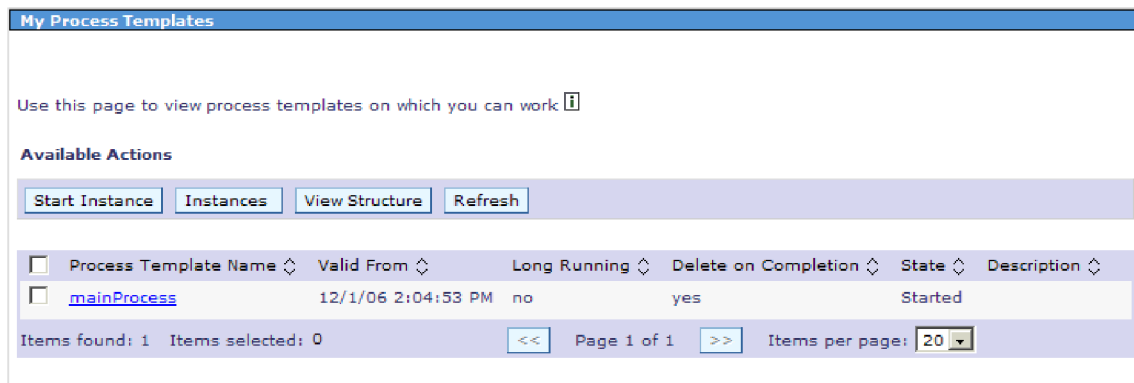 My Process Templates
Use this page to view process templates on which you can work i
Available Actions
Start Instance Instances View Structure Refresh
Process Template Name Valid From Long Running Delete on Completion State Description
mainProcess 12/1/06 2:04:53 PM no yes Started
Items found: 1 Items selected: 0 << Page 1 of 1 >> Items per page: 20